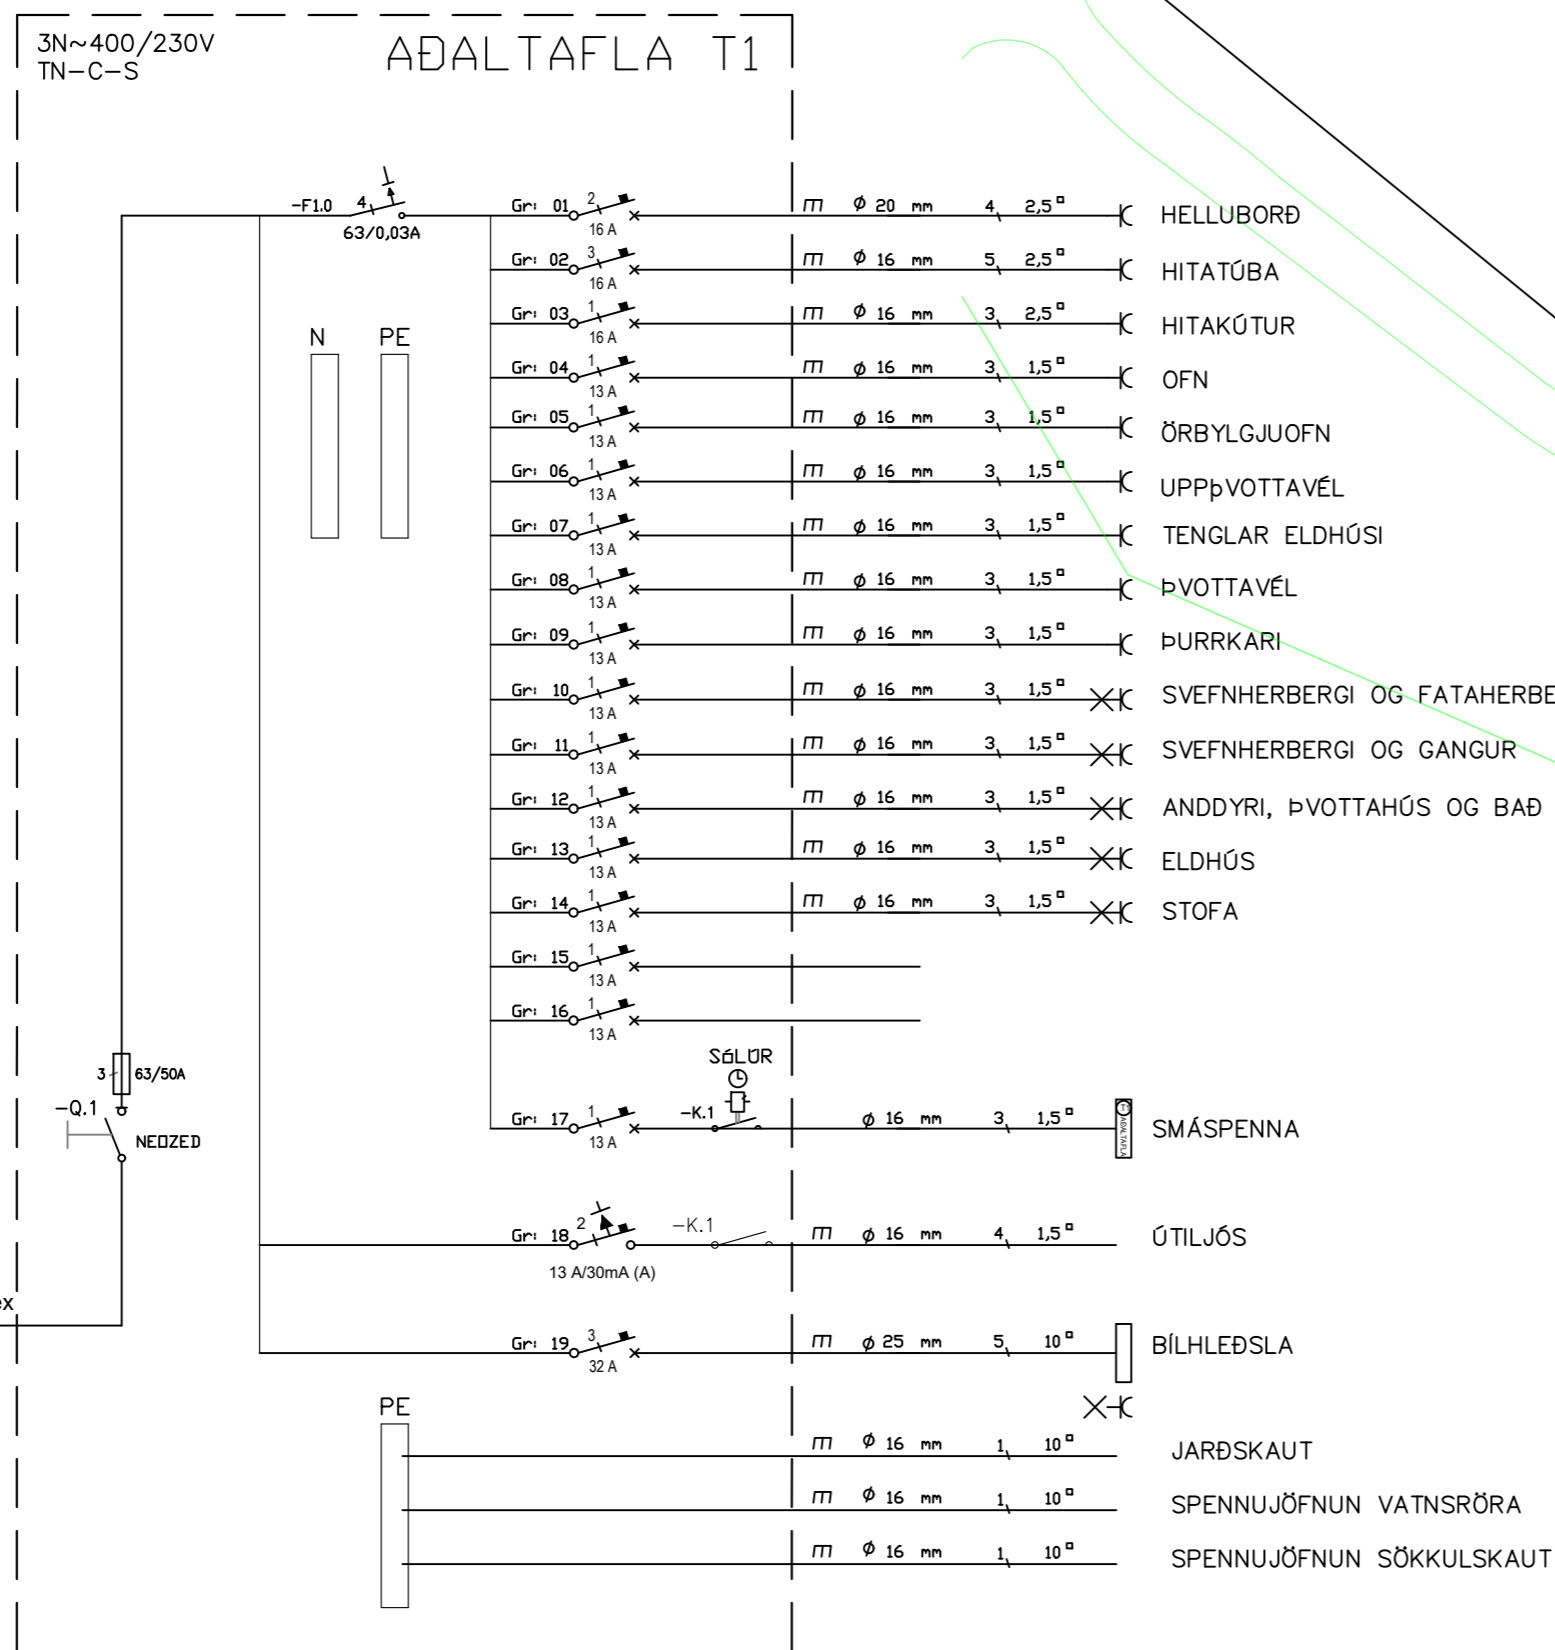 3N~400/230V
TN-C-S
AÐALTAFLA T1
-F1.0 4 63/0,03A
N PE
Gr: 01 2 16 A Ø 20 mm 4 2,5 HELLUBORÐ
Gr: 02 3 16 A Ø 16 mm 5 2,5 HITATÚBA
Gr: 03 1 16 A Ø 16 mm 3 2,5 HITAKÚTUR
Gr: 04 1 13 A Ø 16 mm 3 1,5 OFN
Gr: 05 1 13 A Ø 16 mm 3 1,5 ÖRBYLGJUOFN
Gr: 06 1 13 A Ø 16 mm 3 1,5 UPPÞVOTTAVÉL
Gr: 07 1 13 A Ø 16 mm 3 1,5 TENGLAR ELDHÚSI
Gr: 08 1 13 A Ø 16 mm 3 1,5 ÞVOTTAVÉL
Gr: 09 1 13 A Ø 16 mm 3 1,5 ÞURRKARI
Gr: 10 1 13 A Ø 16 mm 3 1,5 SVEFNHERBERGI OG FATAHERBE
Gr: 11 1 13 A Ø 16 mm 3 1,5 SVEFNHERBERGI OG GANGUR
Gr: 12 1 13 A Ø 16 mm 3 1,5 ANDDYRI, ÞVOTTAHÚS OG BAÐ
Gr: 13 1 13 A Ø 16 mm 3 1,5 ELDHÚS
Gr: 14 1 13 A Ø 16 mm 3 1,5 STOFA
Gr: 15 1 13 A
Gr: 16 1 13 A
3 63/50A
-Q.1 NEOZED
SÓLÚR
Gr: 17 1 13 A -K.1 Ø 16 mm 3 1,5 T1 AÐALTAFLA SMÁSPENNA
Gr: 18 2 13 A/30mA (A) -K.1 Ø 16 mm 4 1,5 ÚTILJÓS
ex
Gr: 19 3 32 A Ø 25 mm 5 10 BÍLHLEÐSLA
PE
Ø 16 mm 1 10 JARÐSKAUT
Ø 16 mm 1 10 SPENNUJÖFNUN VATNSRÖRA
Ø 16 mm 1 10 SPENNUJÖFNUN SÖKKULSKAUT